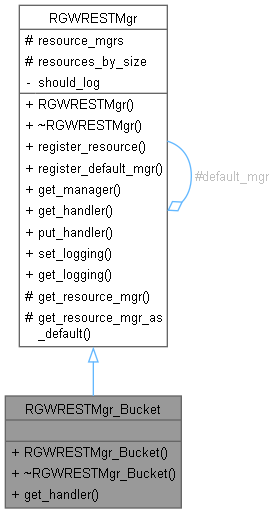 RGWRESTMgr
# resource_mgrs
# resources_by_size
- should_log
+ RGWRESTMgr()
+ ~RGWRESTMgr()
+ register_resource()
+ register_default_mgr()
+ get_manager()
+ get_handler()
+ put_handler()
+ set_logging()
+ get_logging()
# get_resource_mgr()
# get_resource_mgr_as
_default()
#default_mgr
RGWRESTMgr_Bucket
+ RGWRESTMgr_Bucket()
+ ~RGWRESTMgr_Bucket()
+ get_handler()